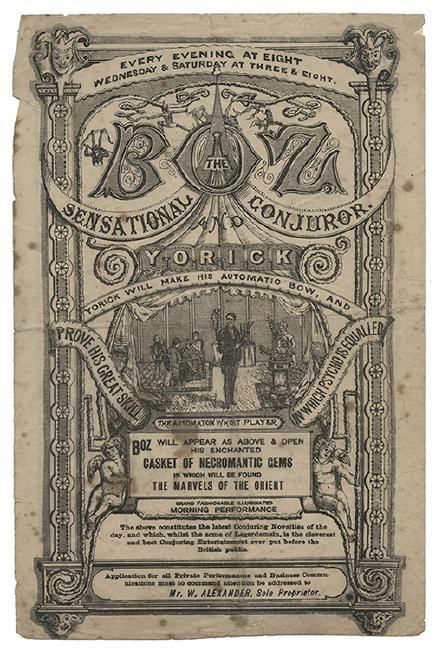 EVERY EVENING AT EIGHT
WEDNESDAY & SATURDAY AT THREE & EIGHT.
BOZ
THE
SENSATIONAL AND CONJUROR.
YORICK
YORICK WILL MAKE HIS AUTOMATIC BOW, AND
PROVE HIS GREAT SKILL
IN WHICH PSYCHO IS EQUALLED
THE AUTOMATON WHIST PLAYER
BOZ WILL APPEAR AS ABOVE & OPEN
HIS ENCHANTED
CASKET OF NECROMANTIC GEMS
IN WHICH WILL BE FOUND
THE MARVELS OF THE ORIENT
GRAND FASHIONABLE ILLUMINATED
MORNING PERFORMANCE
The above constitutes the latest Conjuring Novelties of the
day, and which, whilst the acme of Legerdemain, is the cleverest
and best Conjuring Entertainment ever put before the
British public.
Application for all Private Performances and Business Commu-
nications must to command attention be addressed to
Mr. W. ALEXANDER, Sole Proprietor.